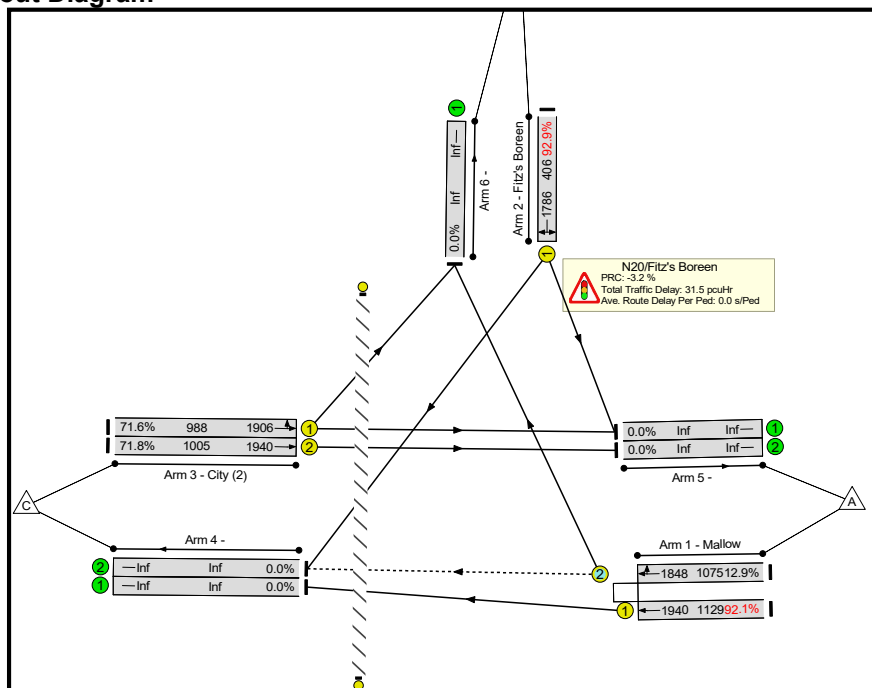 out Diagram
1
Inf
Inf
0.0%
Arm 6 -
Arm 2 - Fitz's Boreen
92.9%
406
1786
1
N20/Fitz's Boreen
PRC: -3.2 %
Total Traffic Delay: 31.5 pcuHr
Ave. Route Delay Per Ped: 0.0 s/Ped
71.6% 988 1906 1
71.8% 1005 1940 2
Arm 3 - City (2)
0.0% Inf Inf 1
0.0% Inf Inf 2
Arm 5 -
C
A
Arm 4 -
2 Inf Inf 0.0%
1 Inf Inf 0.0%
Arm 1 - Mallow
2 1848 1075 12.9%
1 1940 1129 92.1%